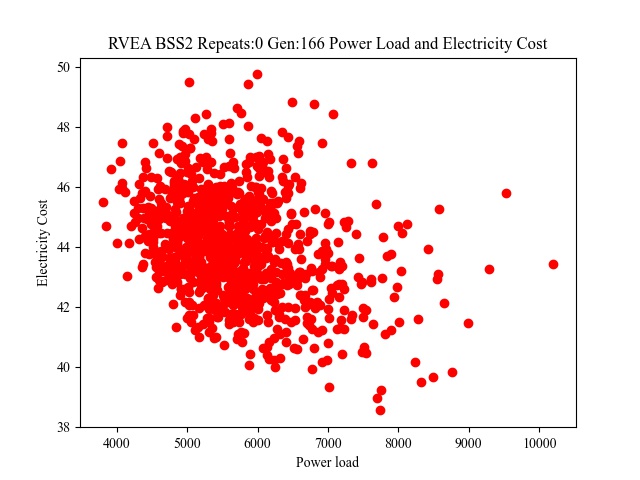 RVEA BSS2 Repeats:0 Gen:166 Power Load and Electricity Cost
50
48
46
44
42
40
38
Electricity Cost
4000 5000 6000 7000 8000 9000 10000
Power load